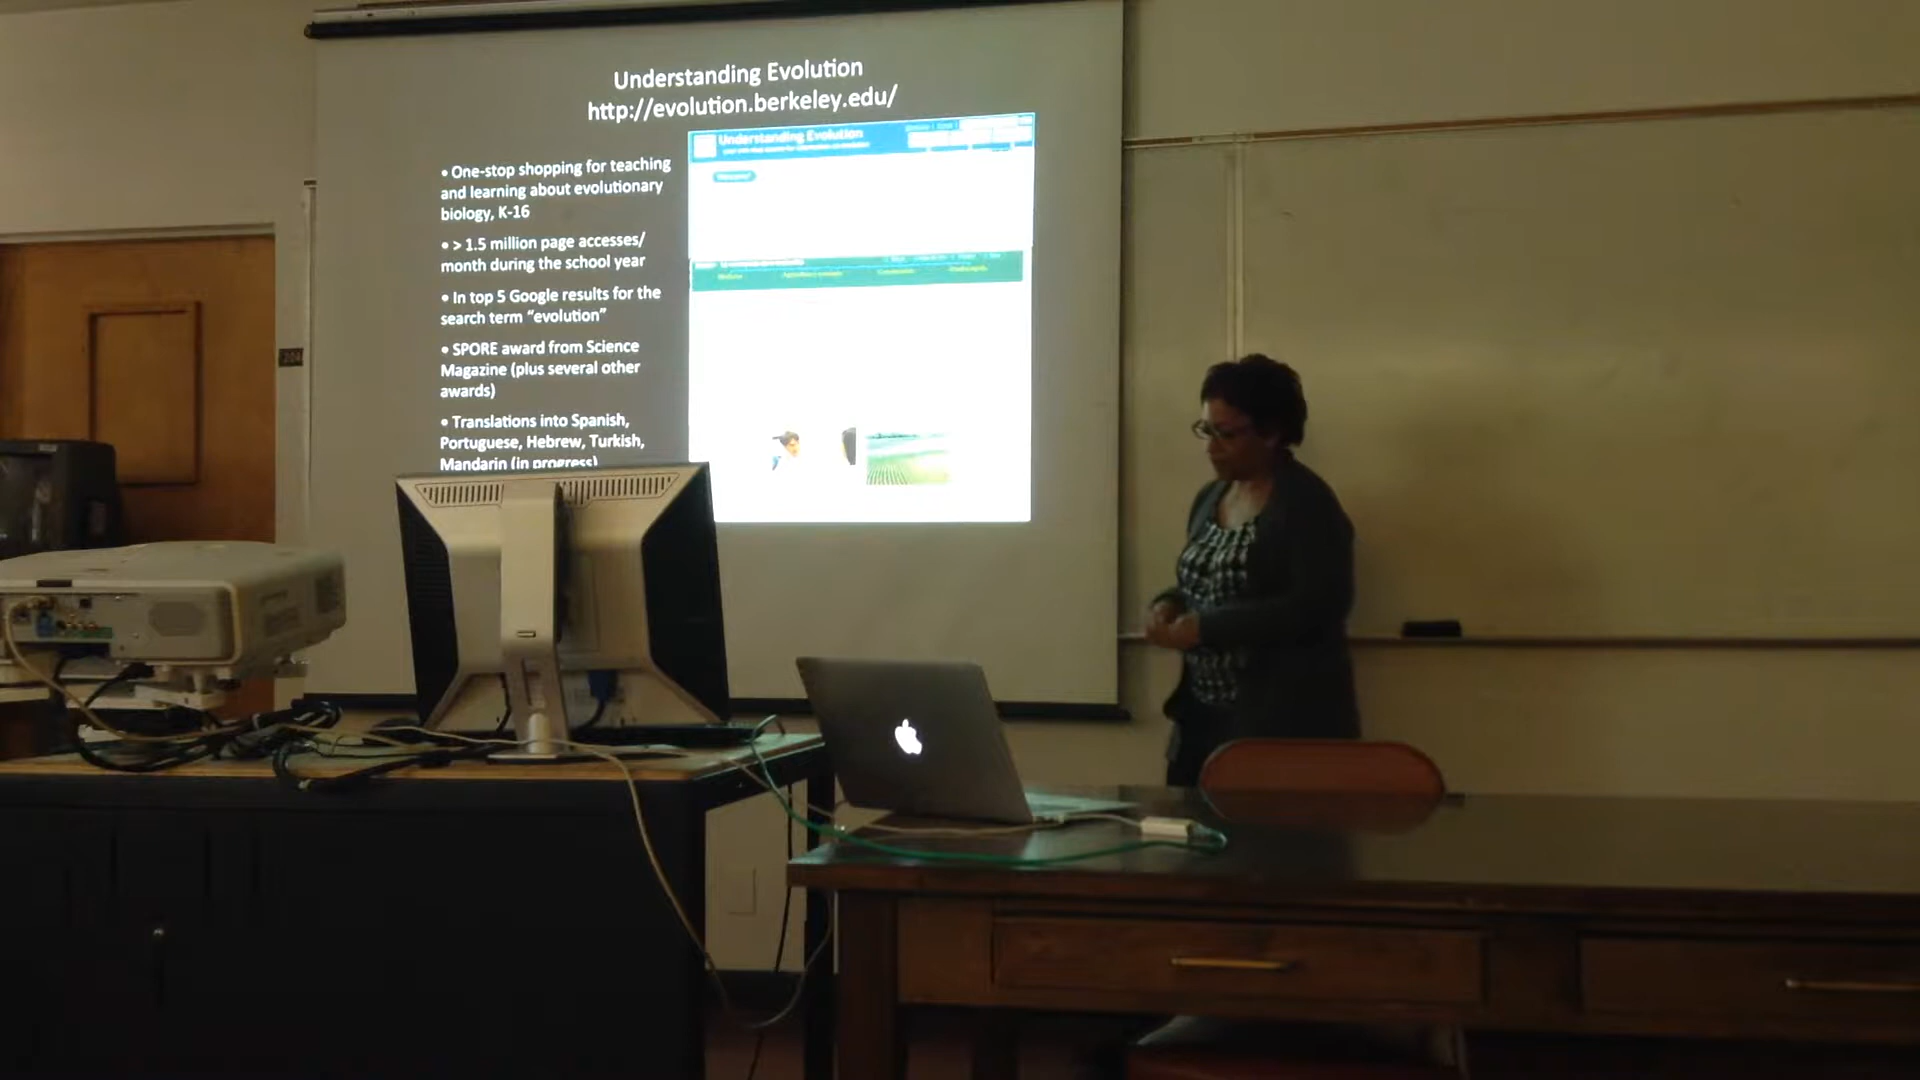 Understanding Evolution
http://evolution.berkeley.edu/
• One-stop shopping for teaching
and learning about evolutionary
biology, K-16
• > 1.5 million page accesses/
month during the school year
• In top 5 Google results for the
search term “evolution”
• SPORE award from Science
Magazine (plus several other
awards)
• Translations into Spanish,
Portuguese, Hebrew, Turkish,
Mandarin (in progress)
Understanding Evolution
204